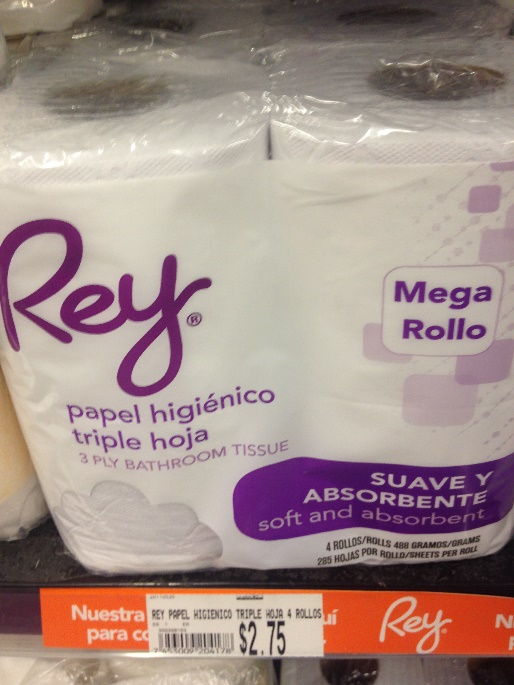 Rey®
Mega
Rollo
papel higiénico
triple hoja
3 PLY BATHROOM TISSUE
SUAVE Y
ABSORBENTE
soft and absorbent
4 ROLLOS/ROLLS 488 GRAMOS/GRAMS
285 HOJAS POR ROLLO/SHEETS PER ROLL
Nuestra
para co
REY PAPEL HIGIENICO TRIPLE HOJA 4 ROLLOS
$2.75
7453009204178
uí
Rey